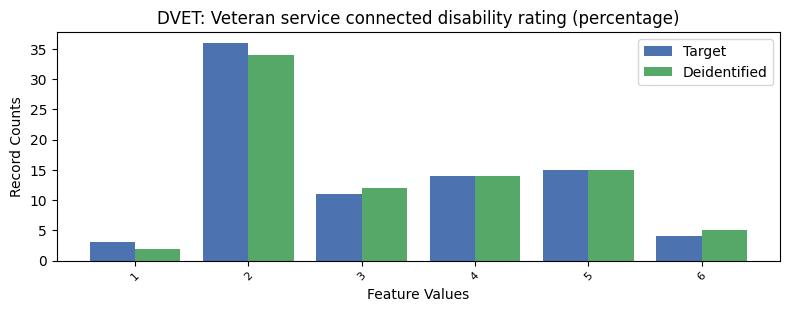 DVET: Veteran service connected disability rating (percentage)
Target
Deidentified
Record Counts
35
30
25
20
15
10
5
0
1 2 3 4 5 6
Feature Values